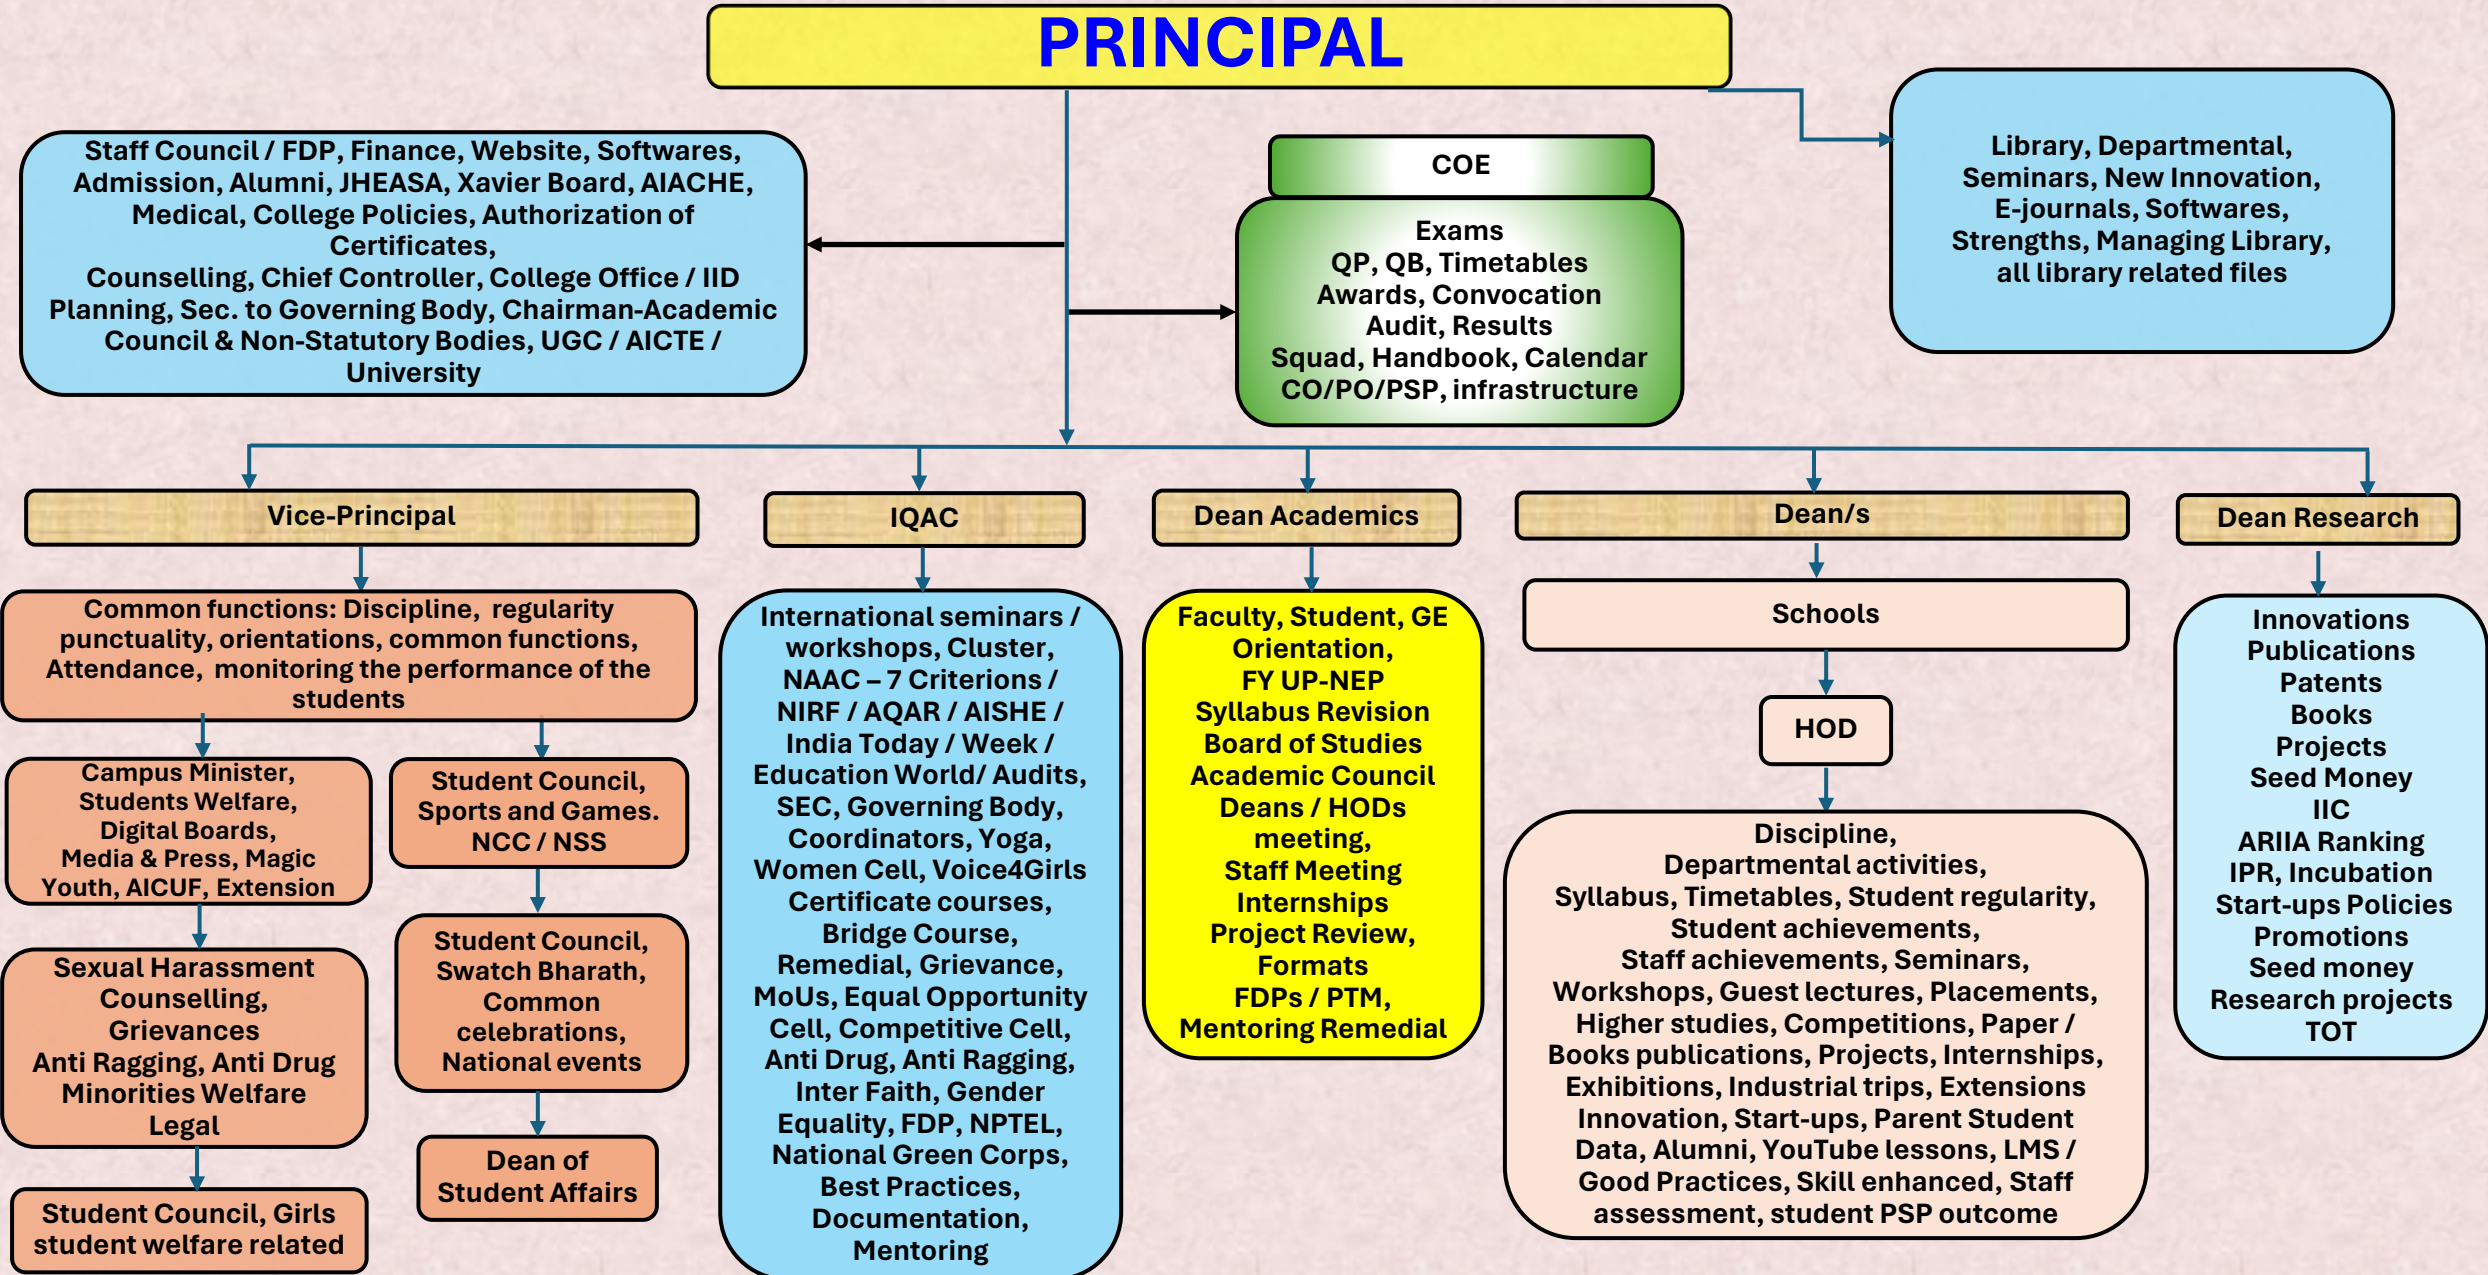 PRINCIPAL
Staff Council / FDP, Finance, Website, Softwares,
Admission, Alumni, JHEASA, Xavier Board, AIACHE,
Medical, College Policies, Authorization of
Certificates,
Counselling, Chief Controller, College Office / IID
Planning, Sec. to Governing Body, Chairman-Academic
Council & Non-Statutory Bodies, UGC / AICTE /
University
COE
Exams
QP, QB, Timetables
Awards, Convocation
Audit, Results
Squad, Handbook, Calendar
CO/PO/PSP, infrastructure
Library, Departmental,
Seminars, New Innovation,
E-journals, Softwares,
Strengths, Managing Library,
all library related files
Vice-Principal
Common functions: Discipline, regularity
punctuality, orientations, common functions,
Attendance, monitoring the performance of the
students
Campus Minister,
Students Welfare,
Digital Boards,
Media & Press, Magic
Youth, AICUF, Extension
Sexual Harassment
Counselling,
Grievances
Anti Ragging, Anti Drug
Minorities Welfare
Legal
Student Council, Girls
student welfare related
Student Council,
Sports and Games.
NCC / NSS
Student Council,
Swatch Bharath,
Common
celebrations,
National events
Dean of
Student Affairs
IQAC
International seminars /
workshops, Cluster,
NAAC – 7 Criterions /
NIRF / AQAR / AISHE /
India Today / Week /
Education World/ Audits,
SEC, Governing Body,
Coordinators, Yoga,
Women Cell, Voice4Girls
Certificate courses,
Bridge Course,
Remedial, Grievance,
MoUs, Equal Opportunity
Cell, Competitive Cell,
Anti Drug, Anti Ragging,
Inter Faith, Gender
Equality, FDP, NPTEL,
National Green Corps,
Best Practices,
Documentation,
Mentoring
Dean Academics
Faculty, Student, GE
Orientation,
FY UP-NEP
Syllabus Revision
Board of Studies
Academic Council
Deans / HODs
meeting,
Staff Meeting
Internships
Project Review,
Formats
FDPs / PTM,
Mentoring Remedial
Dean/s
Schools
HOD
Discipline,
Departmental activities,
Syllabus, Timetables, Student regularity,
Student achievements,
Staff achievements, Seminars,
Workshops, Guest lectures, Placements,
Higher studies, Competitions, Paper /
Books publications, Projects, Internships,
Exhibitions, Industrial trips, Extensions
Innovation, Start-ups, Parent Student
Data, Alumni, YouTube lessons, LMS /
Good Practices, Skill enhanced, Staff
assessment, student PSP outcome
Dean Research
Innovations
Publications
Patents
Books
Projects
Seed Money
IIC
ARIIA Ranking
IPR, Incubation
Start-ups Policies
Promotions
Seed money
Research projects
TOT